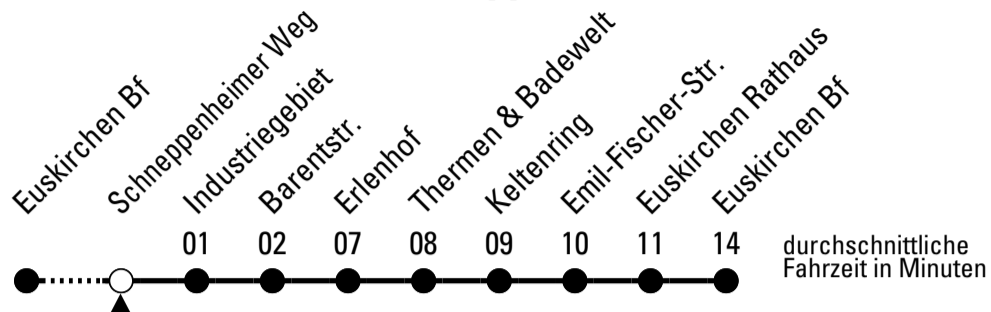 Euskirchen Bf
Schneppenheimer Weg
Industriegebiet
Barentstr.
Erlenhof
Thermen & Badewelt
Keltenring
Emil-Fischer-Str.
Euskirchen Rathaus
Euskirchen Bf
01 02 07 08 09 10 11 14
durchschnittliche
Fahrzeit in Minuten